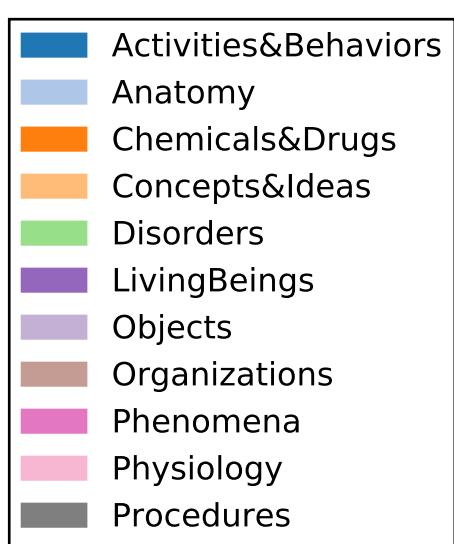 Activities&Behaviors
Anatomy
Chemicals&Drugs
Concepts&Ideas
Disorders
LivingBeings
Objects
Organizations
Phenomena
Physiology
Procedures